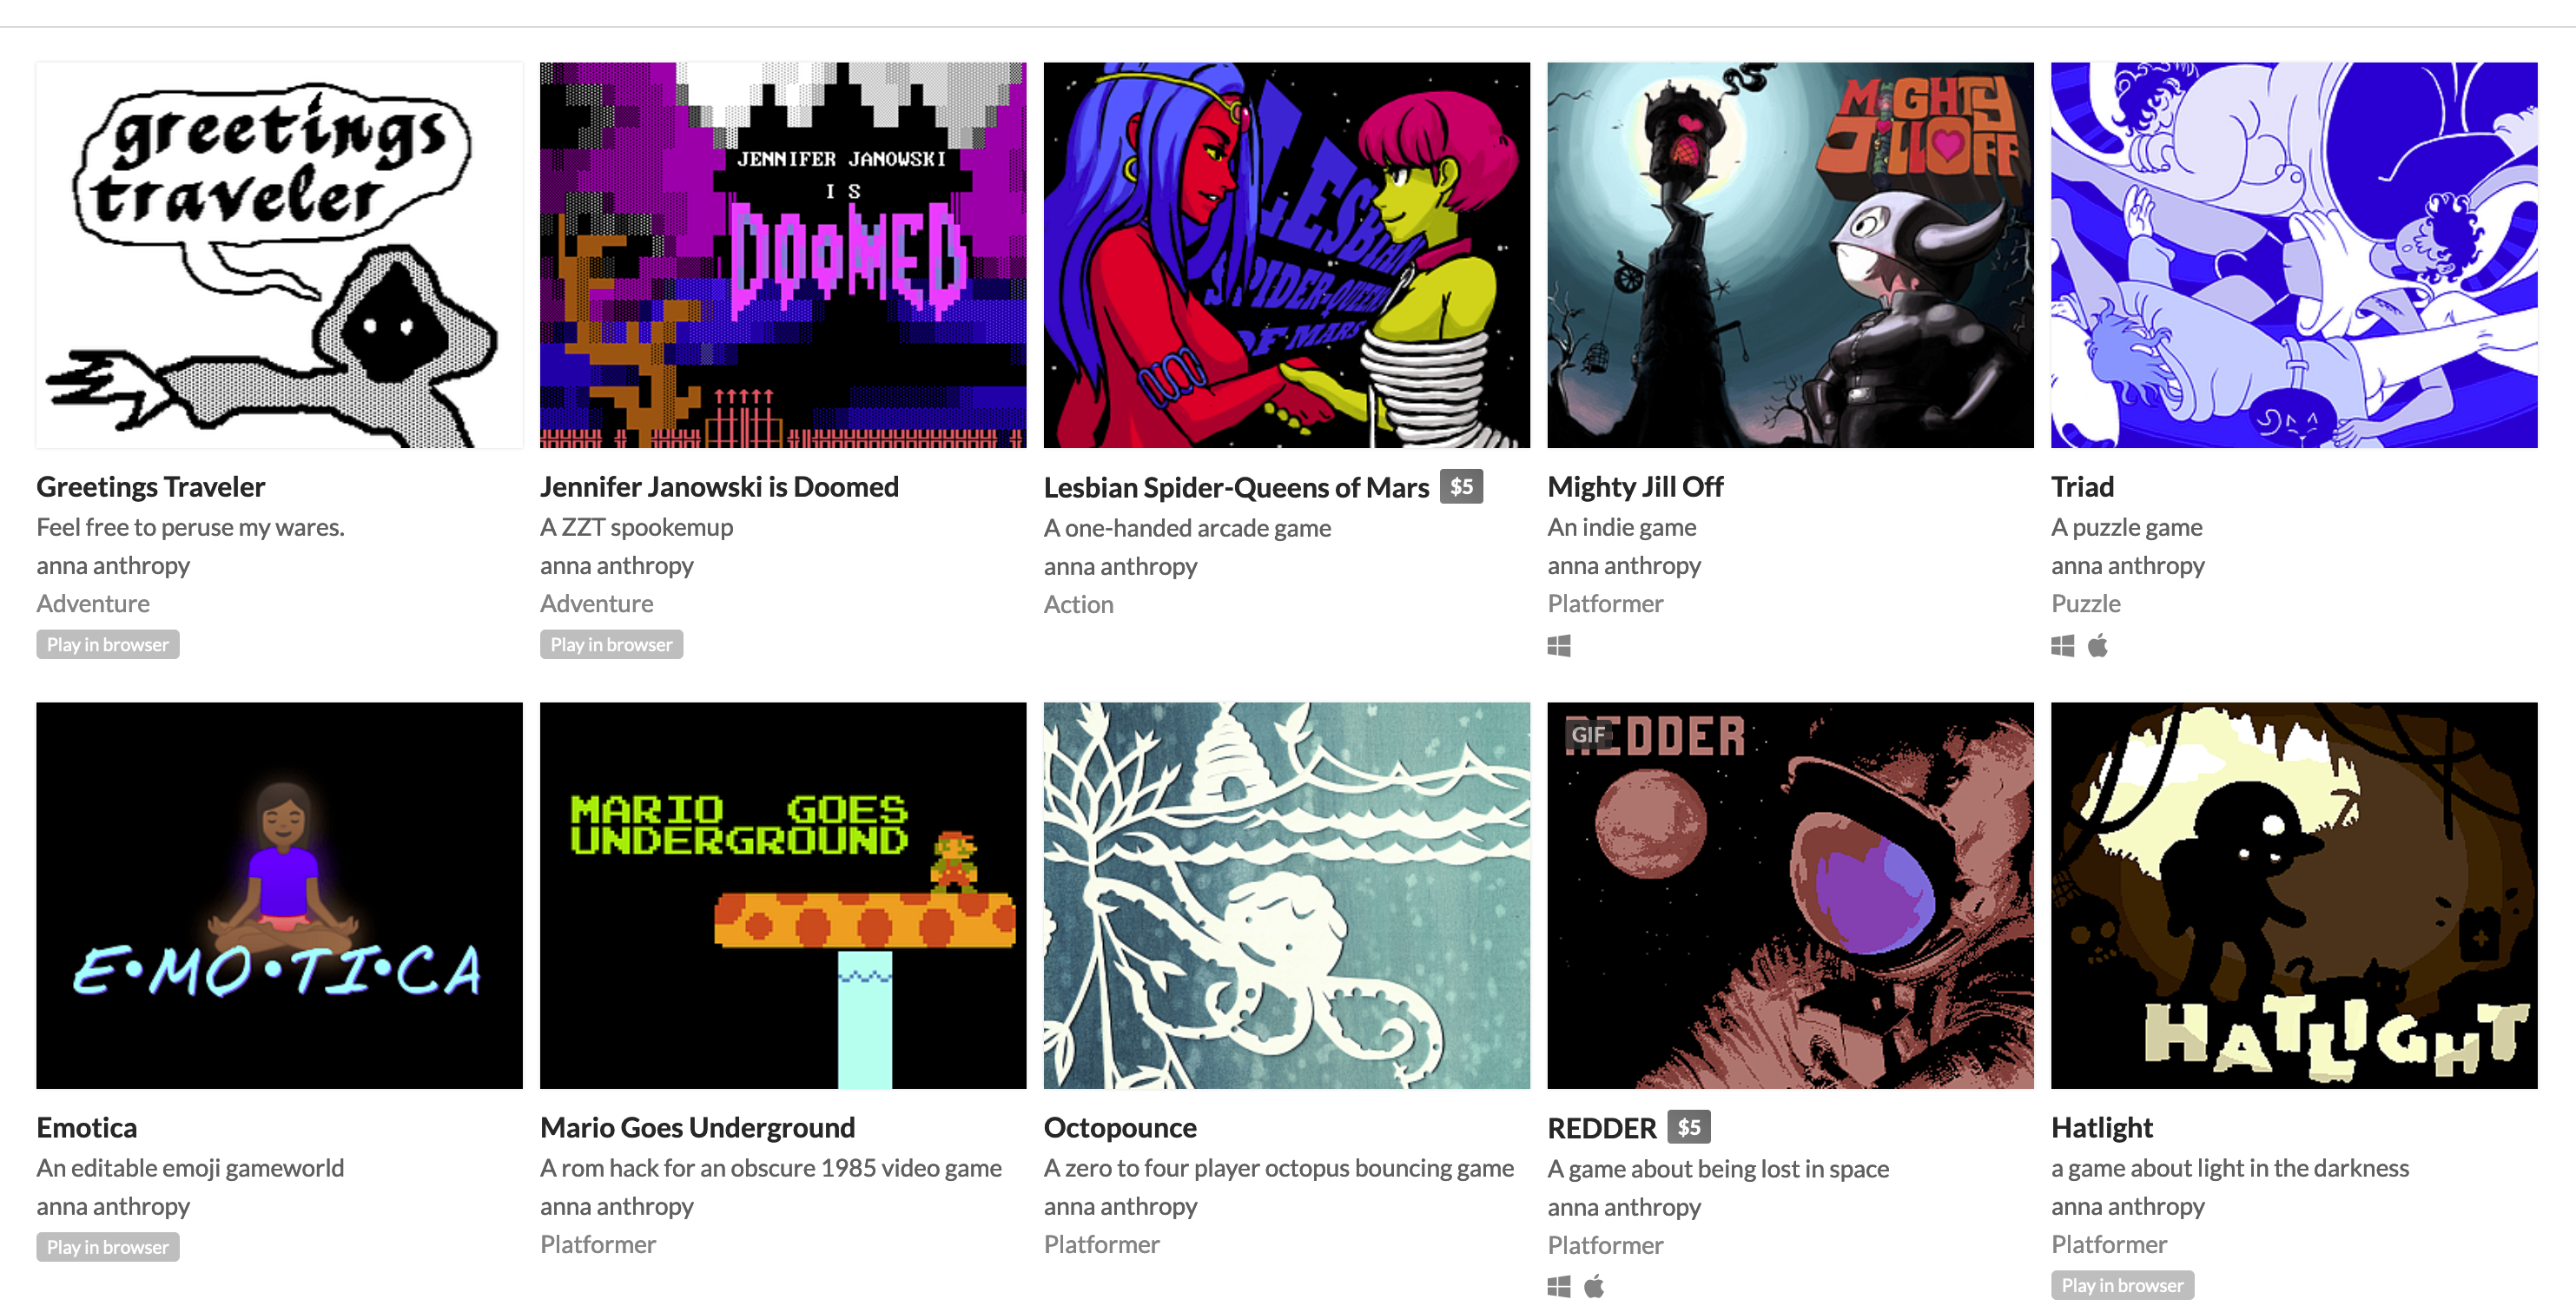 greetings
traveler
Greetings Traveler
Feel free to peruse my wares.
anna anthropy
Adventure
Play in browser
JENNIFER JANOWSKI
IS
DOOMED
Jennifer Janowski is Doomed
A ZZT spookemup
anna anthropy
Adventure
Play in browser
LESBIAN
SPIDER-QUEENS
OF MARS
Lesbian Spider-Queens of Mars $5
A one-handed arcade game
anna anthropy
Action
MIGHTY
JILL OFF
Mighty Jill Off
An indie game
anna anthropy
Platformer
Triad
A puzzle game
anna anthropy
Puzzle
E•MO•TI•CA
Emotica
An editable emoji gameworld
anna anthropy
Play in browser
MARIO GOES
UNDERGROUND
Mario Goes Underground
A rom hack for an obscure 1985 video game
anna anthropy
Platformer
Octopounce
A zero to four player octopus bouncing game
anna anthropy
Platformer
REDDER
GIF
REDDER $5
A game about being lost in space
anna anthropy
Platformer
HATLIGHT
Hatlight
a game about light in the darkness
anna anthropy
Platformer
Play in browser